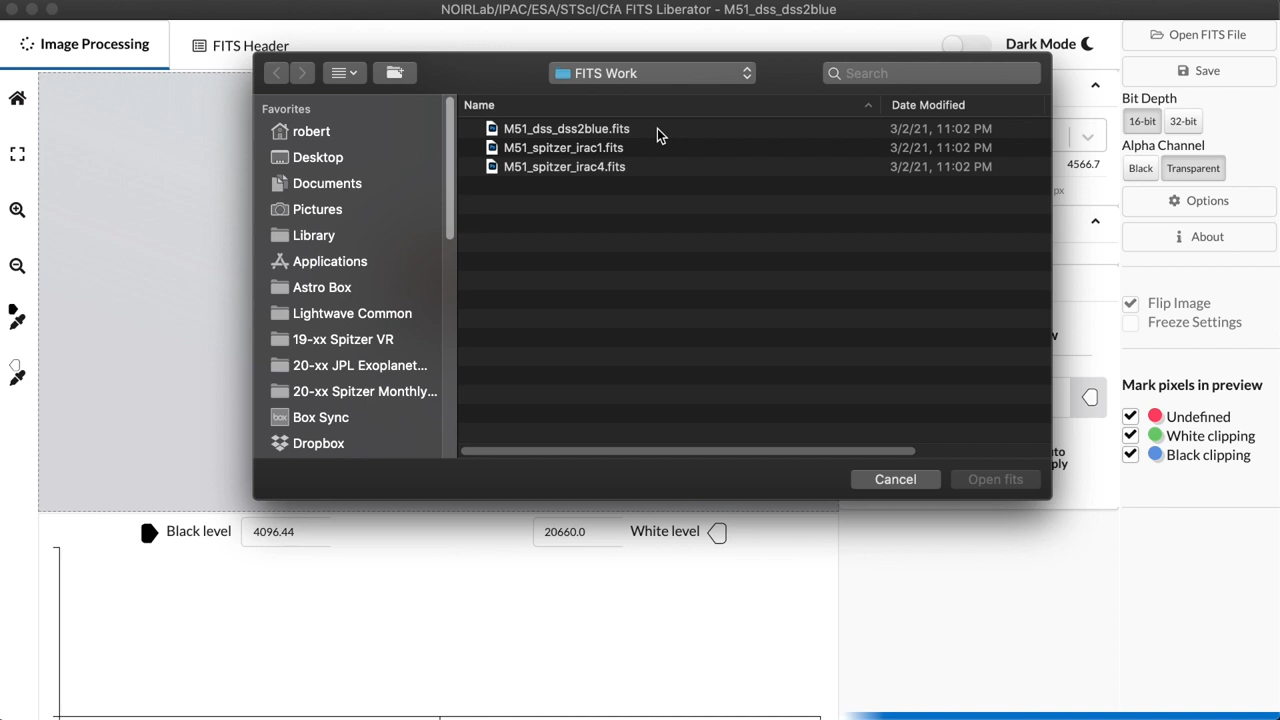 NOIRLab/IPAC/ESA/STScI/CfA FITS Liberator - M51_dss_dss2blue
Image Processing
FITS Header
Dark Mode
Open FITS File
Save
Bit Depth
16-bit
32-bit
Alpha Channel
Black
Transparent
Options
About
Flip Image
Freeze Settings
Mark pixels in preview
Undefined
White clipping
Black clipping
4566.7
px
FITS Work
Search
Favorites
robert
Desktop
Documents
Pictures
Library
Applications
Astro Box
Lightwave Common
19-xx Spitzer VR
20-xx JPL Exoplanet...
20-xx Spitzer Monthly...
box
Box Sync
Dropbox
Name
Date Modified
M51_dss_dss2blue.fits 3/2/21, 11:02 PM
M51_spitzer_irac1.fits 3/2/21, 11:02 PM
M51_spitzer_irac4.fits 3/2/21, 11:02 PM
Cancel
Open fits
Black level 4096.44
20660.0 White level